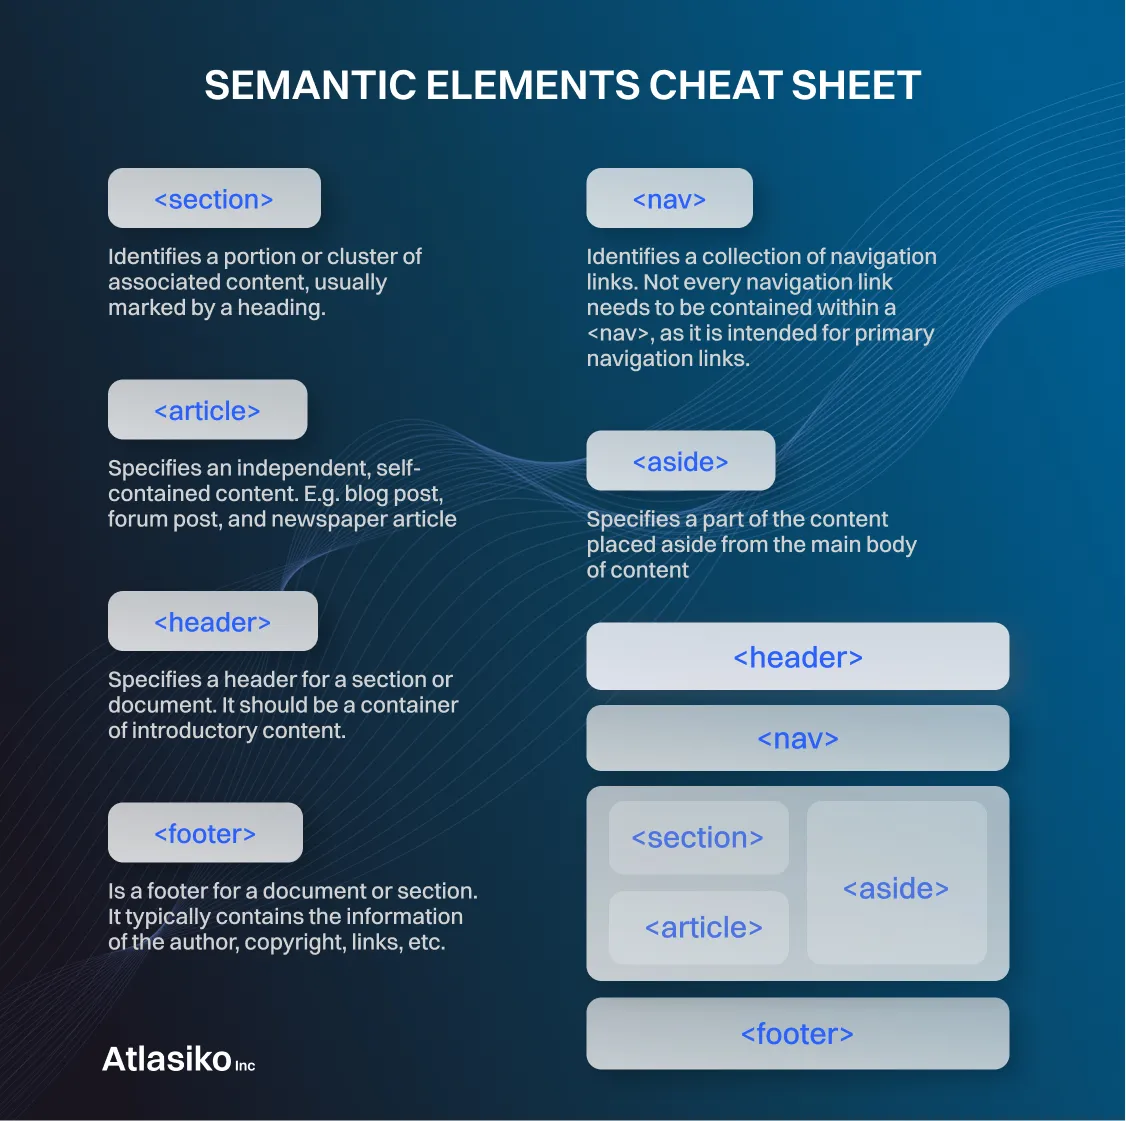 SEMANTIC ELEMENTS CHEAT SHEET
<section>
Identifies a portion or cluster of
associated content, usually
marked by a heading.
<article>
Specifies an independent, self-
contained content. E.g. blog post,
forum post, and newspaper article
<header>
Specifies a header for a section or
document. It should be a container
of introductory content.
<footer>
Is a footer for a document or section.
It typically contains the information
of the author, copyright, links, etc.
<nav>
Identifies a collection of navigation
links. Not every navigation link
needs to be contained within a
<nav>, as it is intended for primary
navigation links.
<aside>
Specifies a part of the content
placed aside from the main body
of content
<header>
<nav>
<section>
<article>
<aside>
<footer>
Atlasiko Inc